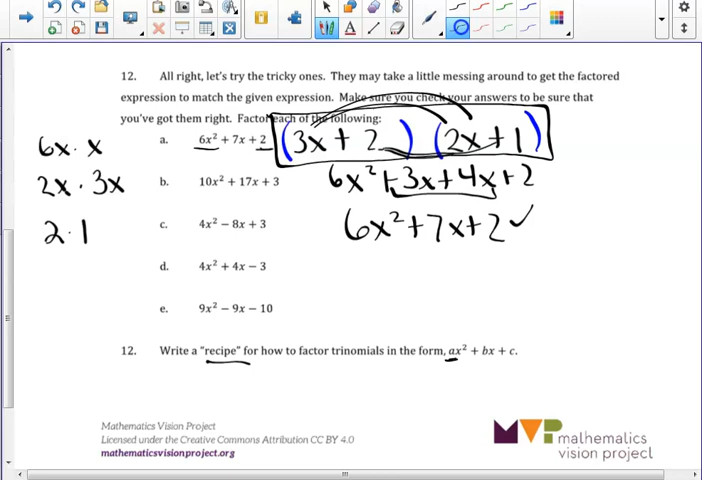 12. All right, let's try the tricky ones. They may take a little messing around to get the factored
expression to match the given expression. Make sure you check your answers to be sure that
you've got them right. Factor each of the following:
a. 6x² + 7x + 2
(3x + 2) (2x + 1)
6x · x
6x² + 3x + 4x + 2
2x · 3x
b. 10x² + 17x + 3
6x² + 7x + 2 ✓
2 · 1
c. 4x² − 8x + 3
d. 4x² + 4x − 3
e. 9x² − 9x − 10
12. Write a "recipe" for how to factor trinomials in the form, ax² + bx + c.
Mathematics Vision Project
Licensed under the Creative Commons Attribution CC BY 4.0
mathematicsvisionproject.org
MVP mathematics
vision project